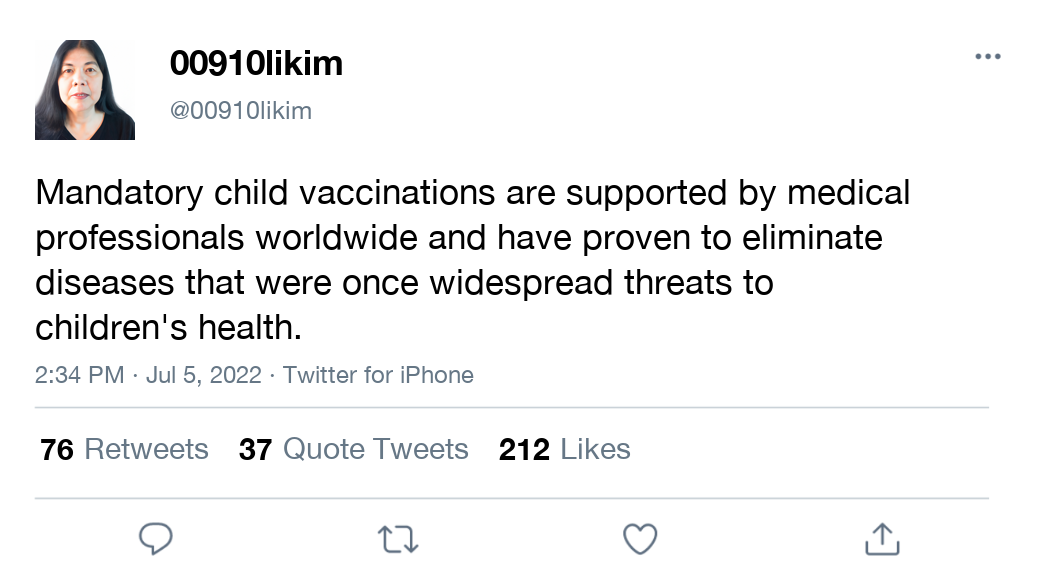 00910likim
@00910likim
Mandatory child vaccinations are supported by medical
professionals worldwide and have proven to eliminate
diseases that were once widespread threats to
children's health.
2:34 PM · Jul 5, 2022 · Twitter for iPhone
76 Retweets 37 Quote Tweets 212 Likes